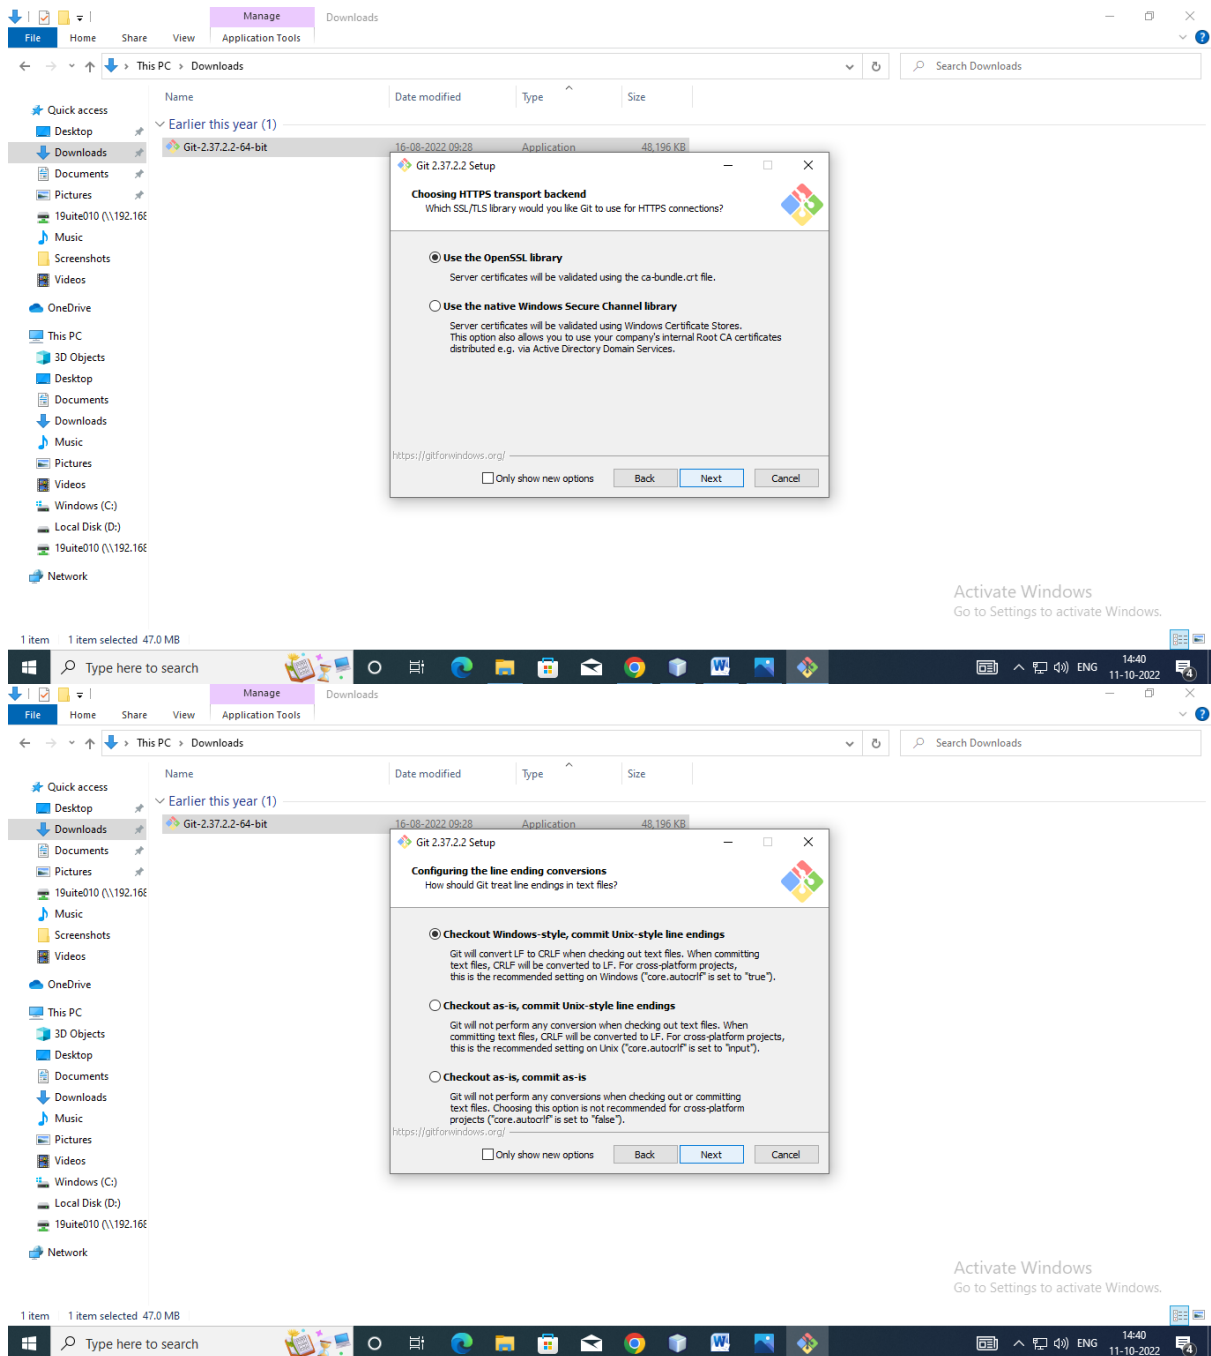 Manage
Downloads
File
Home
Share
View
Application Tools
This PC
Downloads
Search Downloads
Name
Date modified
Type
Size
Quick access
Desktop
Downloads
Documents
Pictures
19uite010 (\\192.168
Music
Screenshots
Videos
OneDrive
This PC
3D Objects
Desktop
Documents
Downloads
Music
Pictures
Videos
Windows (C:)
Local Disk (D:)
19uite010 (\\192.168
Network
Earlier this year (1)
Git-2.37.2.2-64-bit
16-08-2022 09:28
Application
48,196 KB
Git 2.37.2.2 Setup
Choosing HTTPS transport backend
Which SSL/TLS library would you like Git to use for HTTPS connections?
Use the OpenSSL library
Server certificates will be validated using the ca-bundle.crt file.
Use the native Windows Secure Channel library
Server certificates will be validated using Windows Certificate Stores.
This option also allows you to use your company's internal Root CA certificates
distributed e.g. via Active Directory Domain Services.
https://gitforwindows.org/
Only show new options
Back
Next
Cancel
Activate Windows
Go to Settings to activate Windows.
1 item
1 item selected 47.0 MB
Type here to search
ENG
14:40
11-10-2022
4
Manage
Downloads
File
Home
Share
View
Application Tools
This PC
Downloads
Search Downloads
Name
Date modified
Type
Size
Quick access
Desktop
Downloads
Documents
Pictures
19uite010 (\\192.168
Music
Screenshots
Videos
OneDrive
This PC
3D Objects
Desktop
Documents
Downloads
Music
Pictures
Videos
Windows (C:)
Local Disk (D:)
19uite010 (\\192.168
Network
Earlier this year (1)
Git-2.37.2.2-64-bit
16-08-2022 09:28
Application
48,196 KB
Git 2.37.2.2 Setup
Configuring the line ending conversions
How should Git treat line endings in text files?
Checkout Windows-style, commit Unix-style line endings
Git will convert LF to CRLF when checking out text files. When committing
text files, CRLF will be converted to LF. For cross-platform projects,
this is the recommended setting on Windows ("core.autocrlf" is set to "true").
Checkout as-is, commit Unix-style line endings
Git will not perform any conversion when checking out text files. When
committing text files, CRLF will be converted to LF. For cross-platform projects,
this is the recommended setting on Unix ("core.autocrlf" is set to "input").
Checkout as-is, commit as-is
Git will not perform any conversions when checking out or committing
text files. Choosing this option is not recommended for cross-platform
projects ("core.autocrlf" is set to "false").
https://gitforwindows.org/
Only show new options
Back
Next
Cancel
Activate Windows
Go to Settings to activate Windows.
1 item
1 item selected 47.0 MB
Type here to search
ENG
14:40
11-10-2022
4